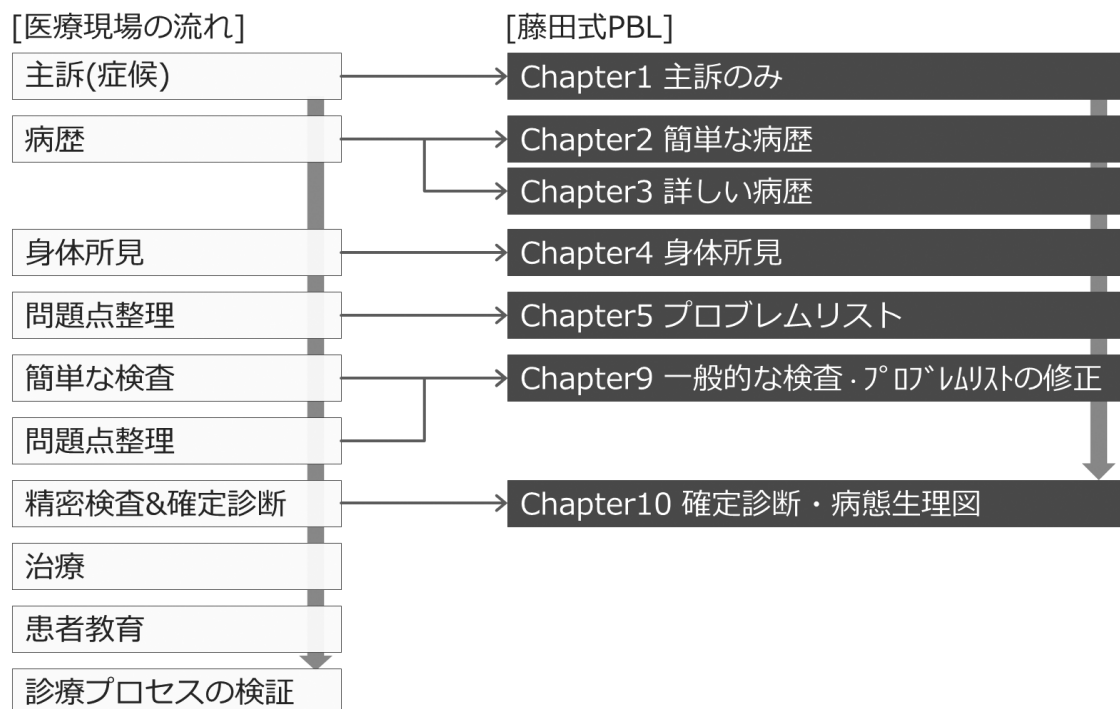 [医療現場の流れ]
[藤田式PBL]
主訴(症候)
Chapter1 主訴のみ
病歴
Chapter2 簡単な病歴
Chapter3 詳しい病歴
身体所見
Chapter4 身体所見
問題点整理
Chapter5 プロブレムリスト
簡単な検査
Chapter9 一般的な検査・ﾌﾟﾛﾌﾞﾚﾑﾘｽﾄの修正
問題点整理
精密検査&確定診断
Chapter10 確定診断・病態生理図
治療
患者教育
診療プロセスの検証